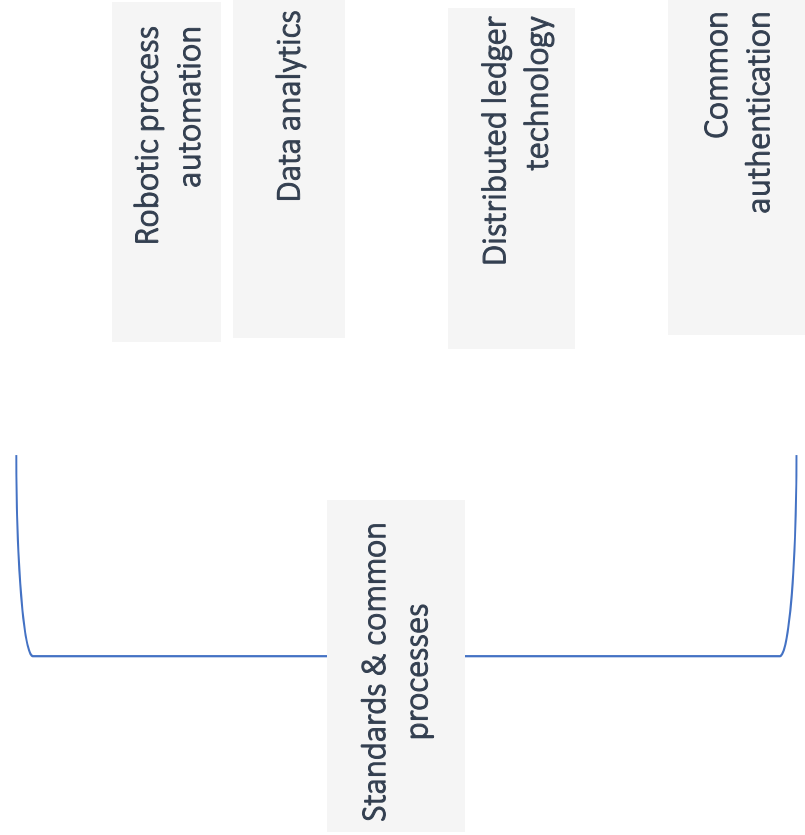 Robotic process
automation
Data analytics
Distributed ledger
technology
Common
authentication
Standards & common
processes